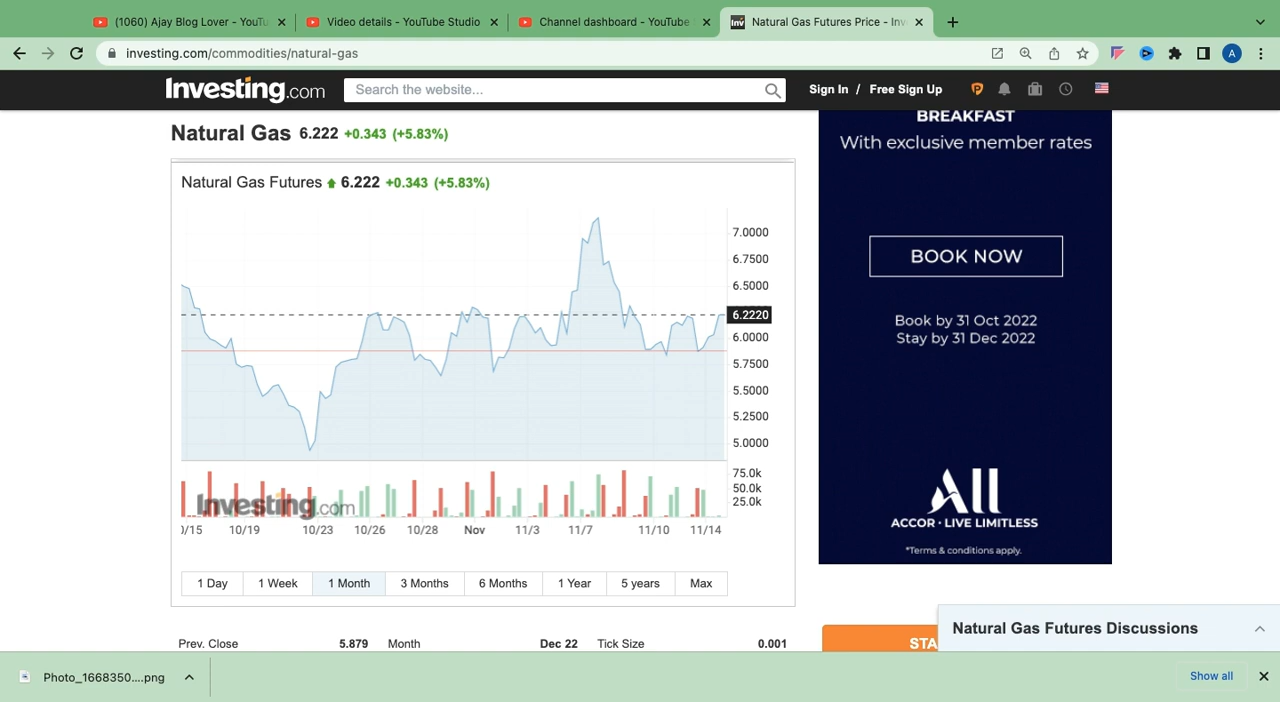 (1060) Ajay Blog Lover - YouTu
Video details - YouTube Studio
Channel dashboard - YouTube
Natural Gas Futures Price - Inv
investing.com/commodities/natural-gas
A
Investing.com
Search the website...
Sign In / Free Sign Up
BREAKFAST
With exclusive member rates
BOOK NOW
Book by 31 Oct 2022
Stay by 31 Dec 2022
ALL
ACCOR · LIVE LIMITLESS
*Terms & conditions apply.
Natural Gas 6.222 +0.343 (+5.83%)
Natural Gas Futures 6.222 +0.343 (+5.83%)
7.0000
6.7500
6.5000
6.2220
6.0000
5.7500
5.5000
5.2500
5.0000
75.0k
50.0k
25.0k
Investing.com
)/15 10/19 10/23 10/26 10/28 Nov 11/3 11/7 11/10 11/14
1 Day 1 Week 1 Month 3 Months 6 Months 1 Year 5 years Max
Prev. Close 5.879 Month Dec 22 Tick Size 0.001
STA
Natural Gas Futures Discussions
Photo_1668350....png
Show all